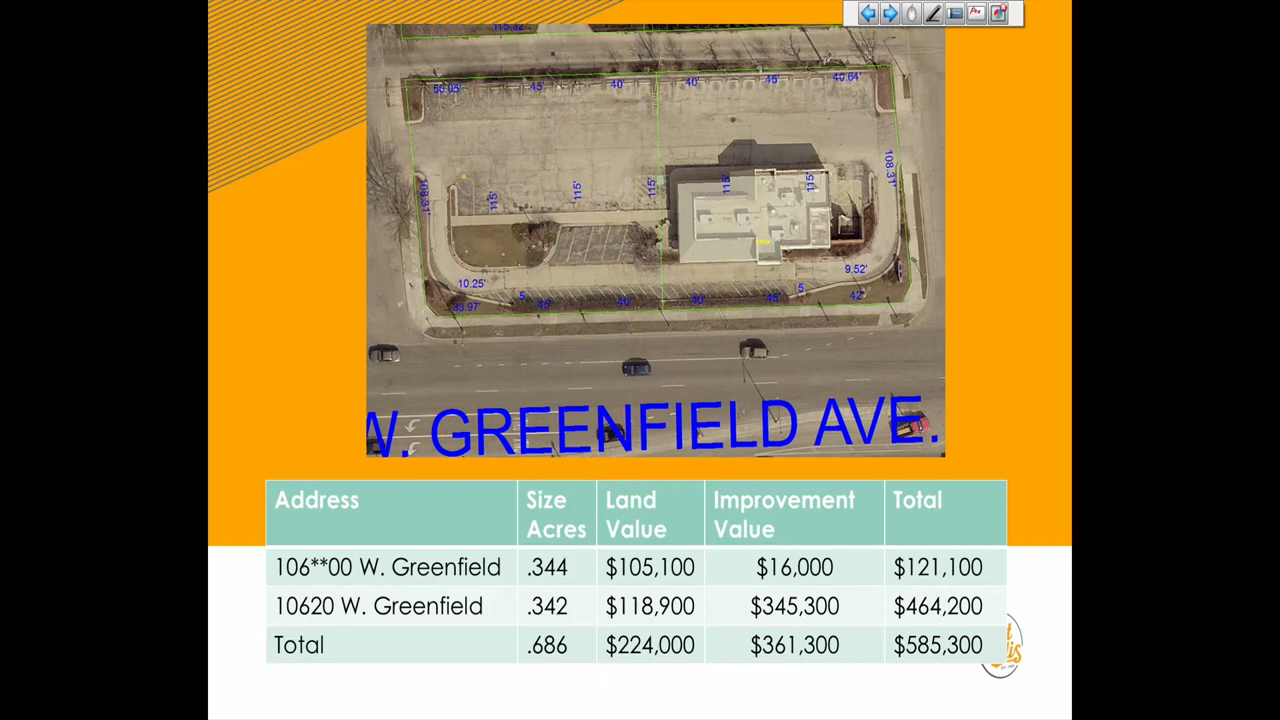 115.32'
50.05' 45' 40' 40' 45' 40.64'
108.31' 115' 115' 115' 115' 115' 108.31'
10.25' 9.52'
33.97' 5 45' 40' 40' 45' 5 42'
W. GREENFIELD AVE.
Address Size Acres Land Value Improvement Value Total
106**00 W. Greenfield .344 $105,100 $16,000 $121,100
10620 W. Greenfield .342 $118,900 $345,300 $464,200
Total .686 $224,000 $361,300 $585,300